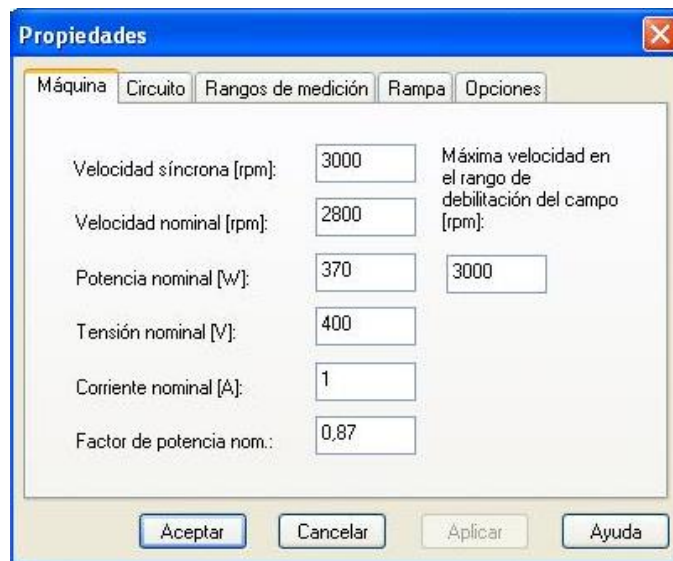 Propiedades
Máquina Circuito Rangos de medición Rampa Opciones
Velocidad síncrona [rpm]: 3000
Velocidad nominal [rpm]: 2800
Potencia nominal [W]: 370
Tensión nominal [V]: 400
Corriente nominal [A]: 1
Factor de potencia nom.: 0,87
Máxima velocidad en
el rango de
debilitación del campo
[rpm]:
3000
Aceptar Cancelar Aplicar Ayuda